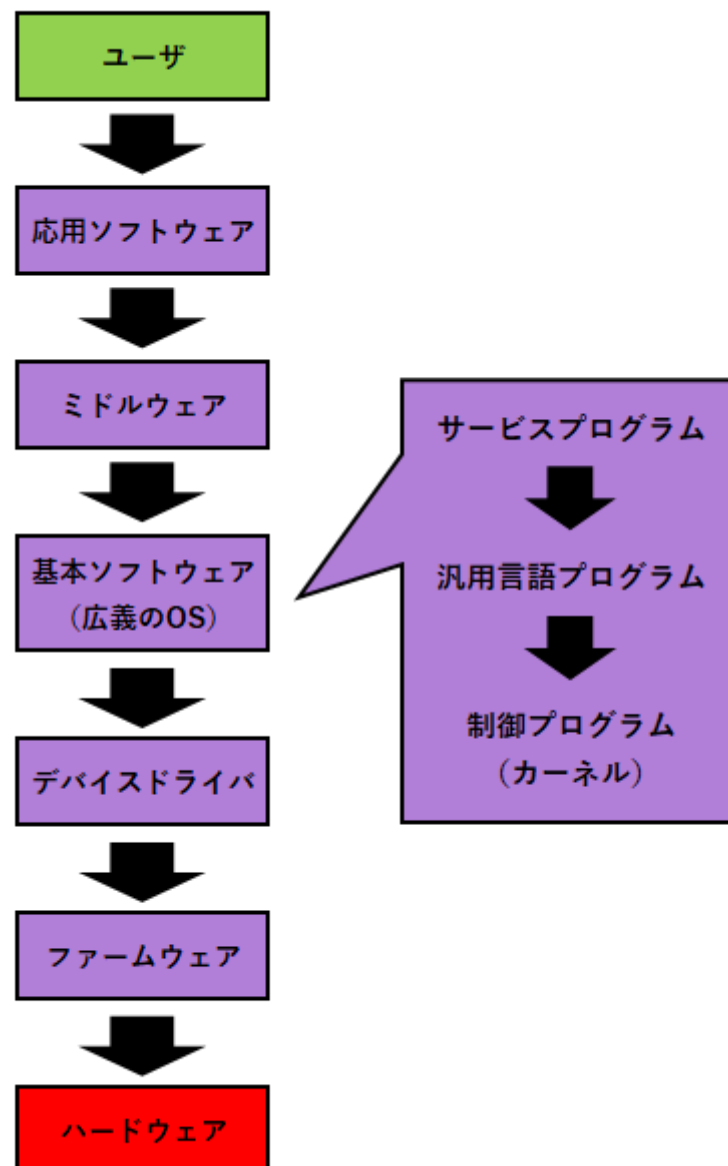 ユーザ
応用ソフトウェア
ミドルウェア
基本ソフトウェア
（広義のOS）
デバイスドライバ
ファームウェア
ハードウェア
サービスプログラム
汎用言語プログラム
制御プログラム
（カーネル）